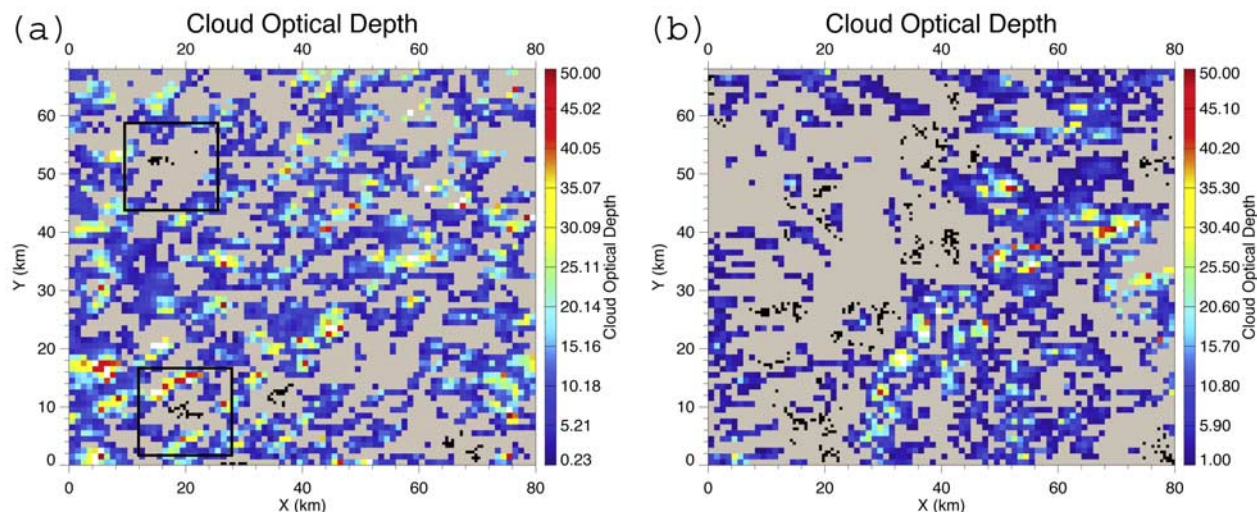 (a)
Cloud Optical Depth
0 20 40 60 80
60
50
40
30
20
10
0
Y (km)
0 20 40 60 80
X (km)
50.00
45.02
40.05
35.07
30.09
25.11
20.14
15.16
10.18
5.21
0.23
Cloud Optical Depth
(b)
Cloud Optical Depth
0 20 40 60 80
60
50
40
30
20
10
0
Y (km)
0 20 40 60 80
X (km)
50.00
45.10
40.20
35.30
30.40
25.50
20.60
15.70
10.80
5.90
1.00
Cloud Optical Depth